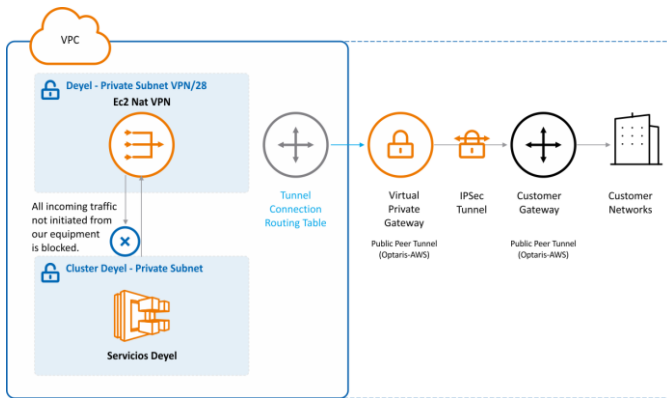 VPC
Deyel - Private Subnet VPN/28
Ec2 Nat VPN
All incoming traffic
not initiated from
our equipment
is blocked.
Cluster Deyel - Private Subnet
Servicios Deyel
Tunnel
Connection
Routing Table
Virtual
Private
Gateway
Public Peer Tunnel
(Optaris-AWS)
IPSec
Tunnel
Customer
Gateway
Public Peer Tunnel
(Optaris-AWS)
Customer
Networks